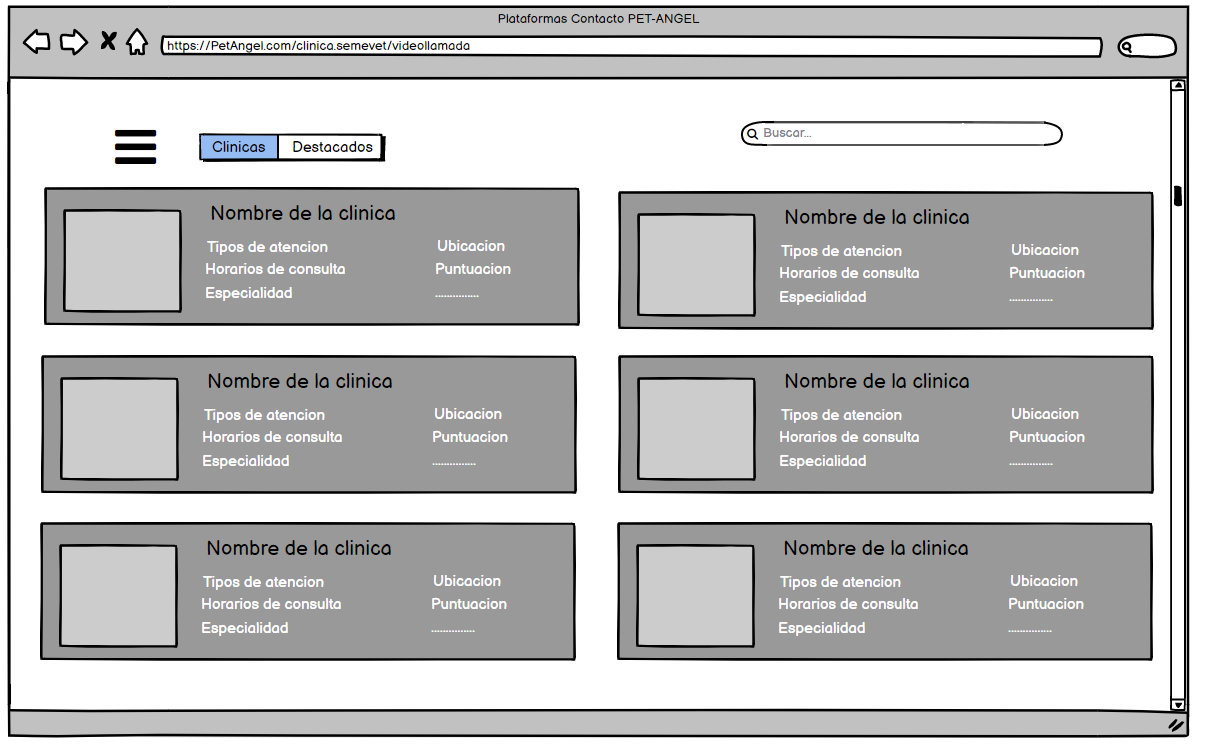 Plataformas Contacto PET-ANGEL
https://PetAngel.com/clinica.semevet/videollamada
Clinicas Destacados
Buscar...
Nombre de la clinica
Tipos de atencion Ubicacion
Horarios de consulta Puntuacion
Especialidad ...............
Nombre de la clinica
Tipos de atencion Ubicacion
Horarios de consulta Puntuacion
Especialidad ...............
Nombre de la clinica
Tipos de atencion Ubicacion
Horarios de consulta Puntuacion
Especialidad ...............
Nombre de la clinica
Tipos de atencion Ubicacion
Horarios de consulta Puntuacion
Especialidad ...............
Nombre de la clinica
Tipos de atencion Ubicacion
Horarios de consulta Puntuacion
Especialidad ...............
Nombre de la clinica
Tipos de atencion Ubicacion
Horarios de consulta Puntuacion
Especialidad ...............